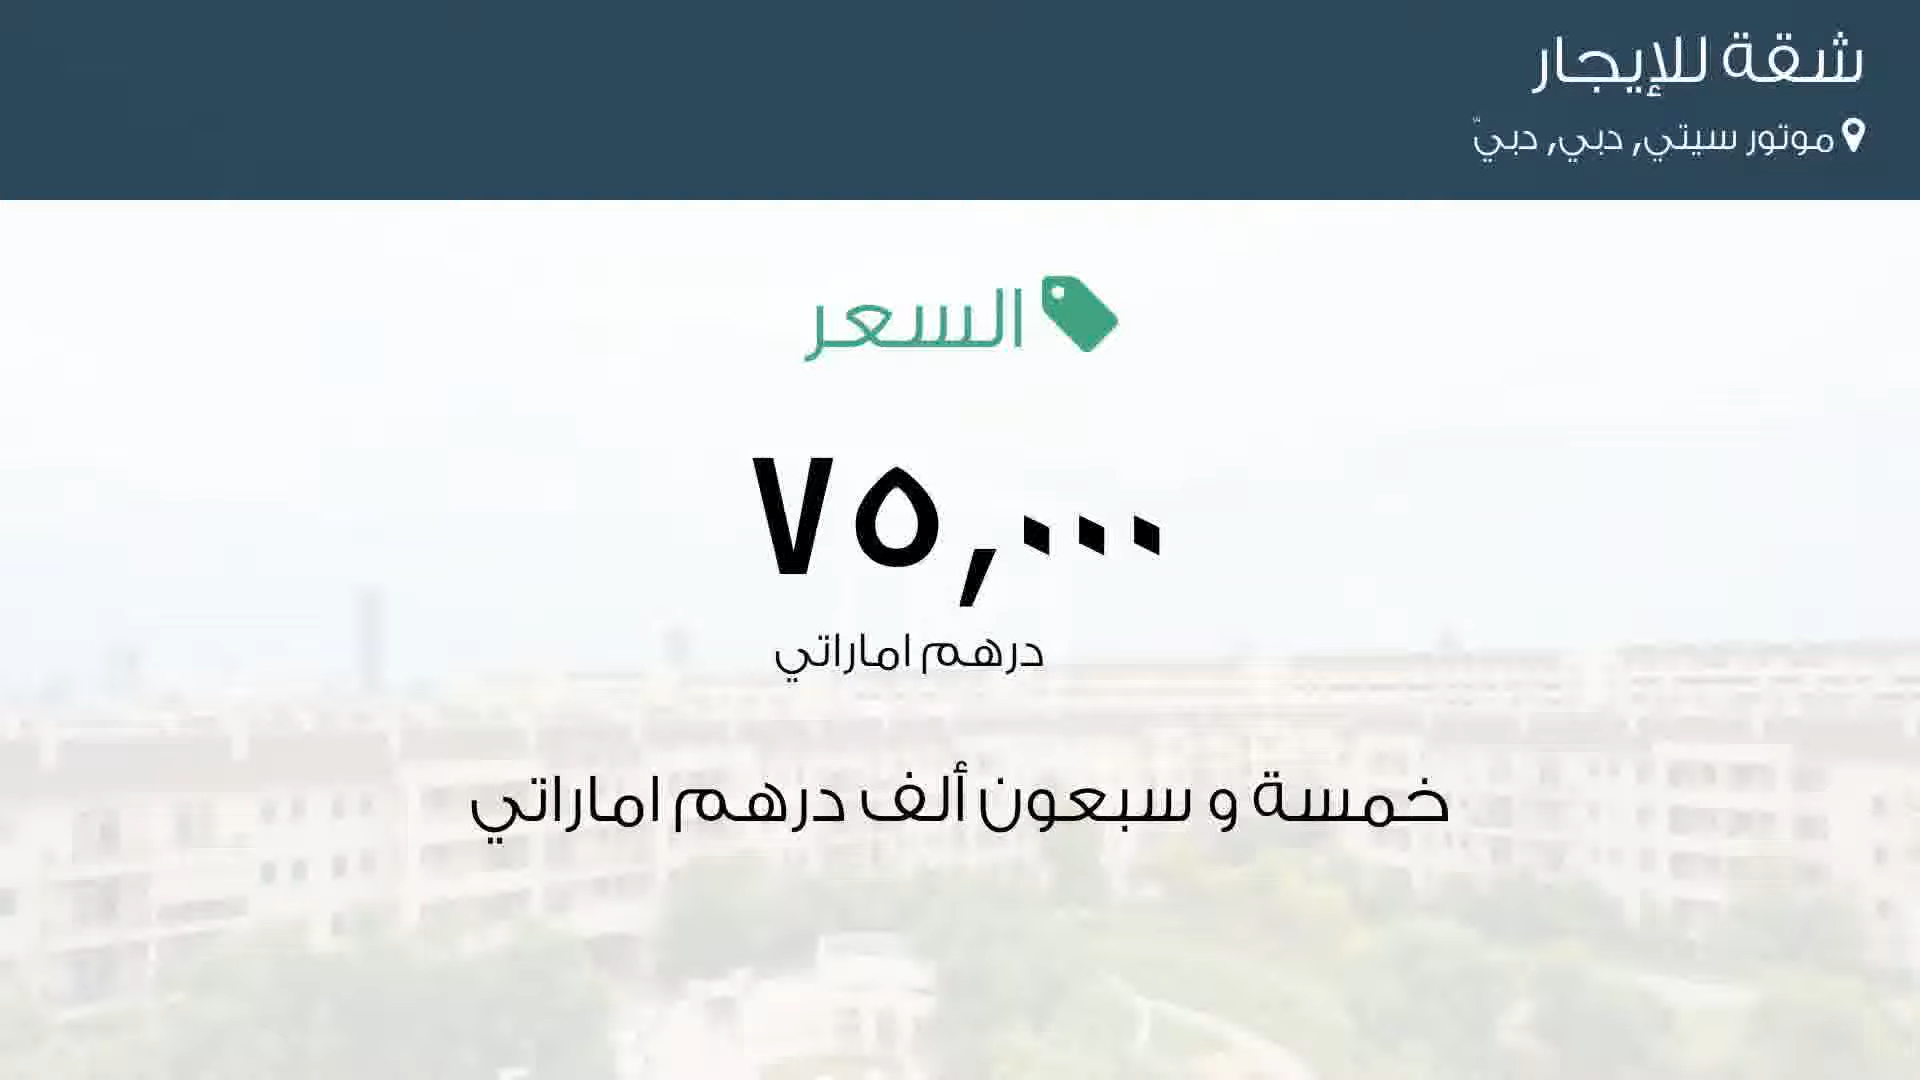 شقة للإيجار
موتور سيتي, دبي, دبيّ
السعر
٧٥,٠٠٠
درهم اماراتي
خمسة و سبعون ألف درهم اماراتي